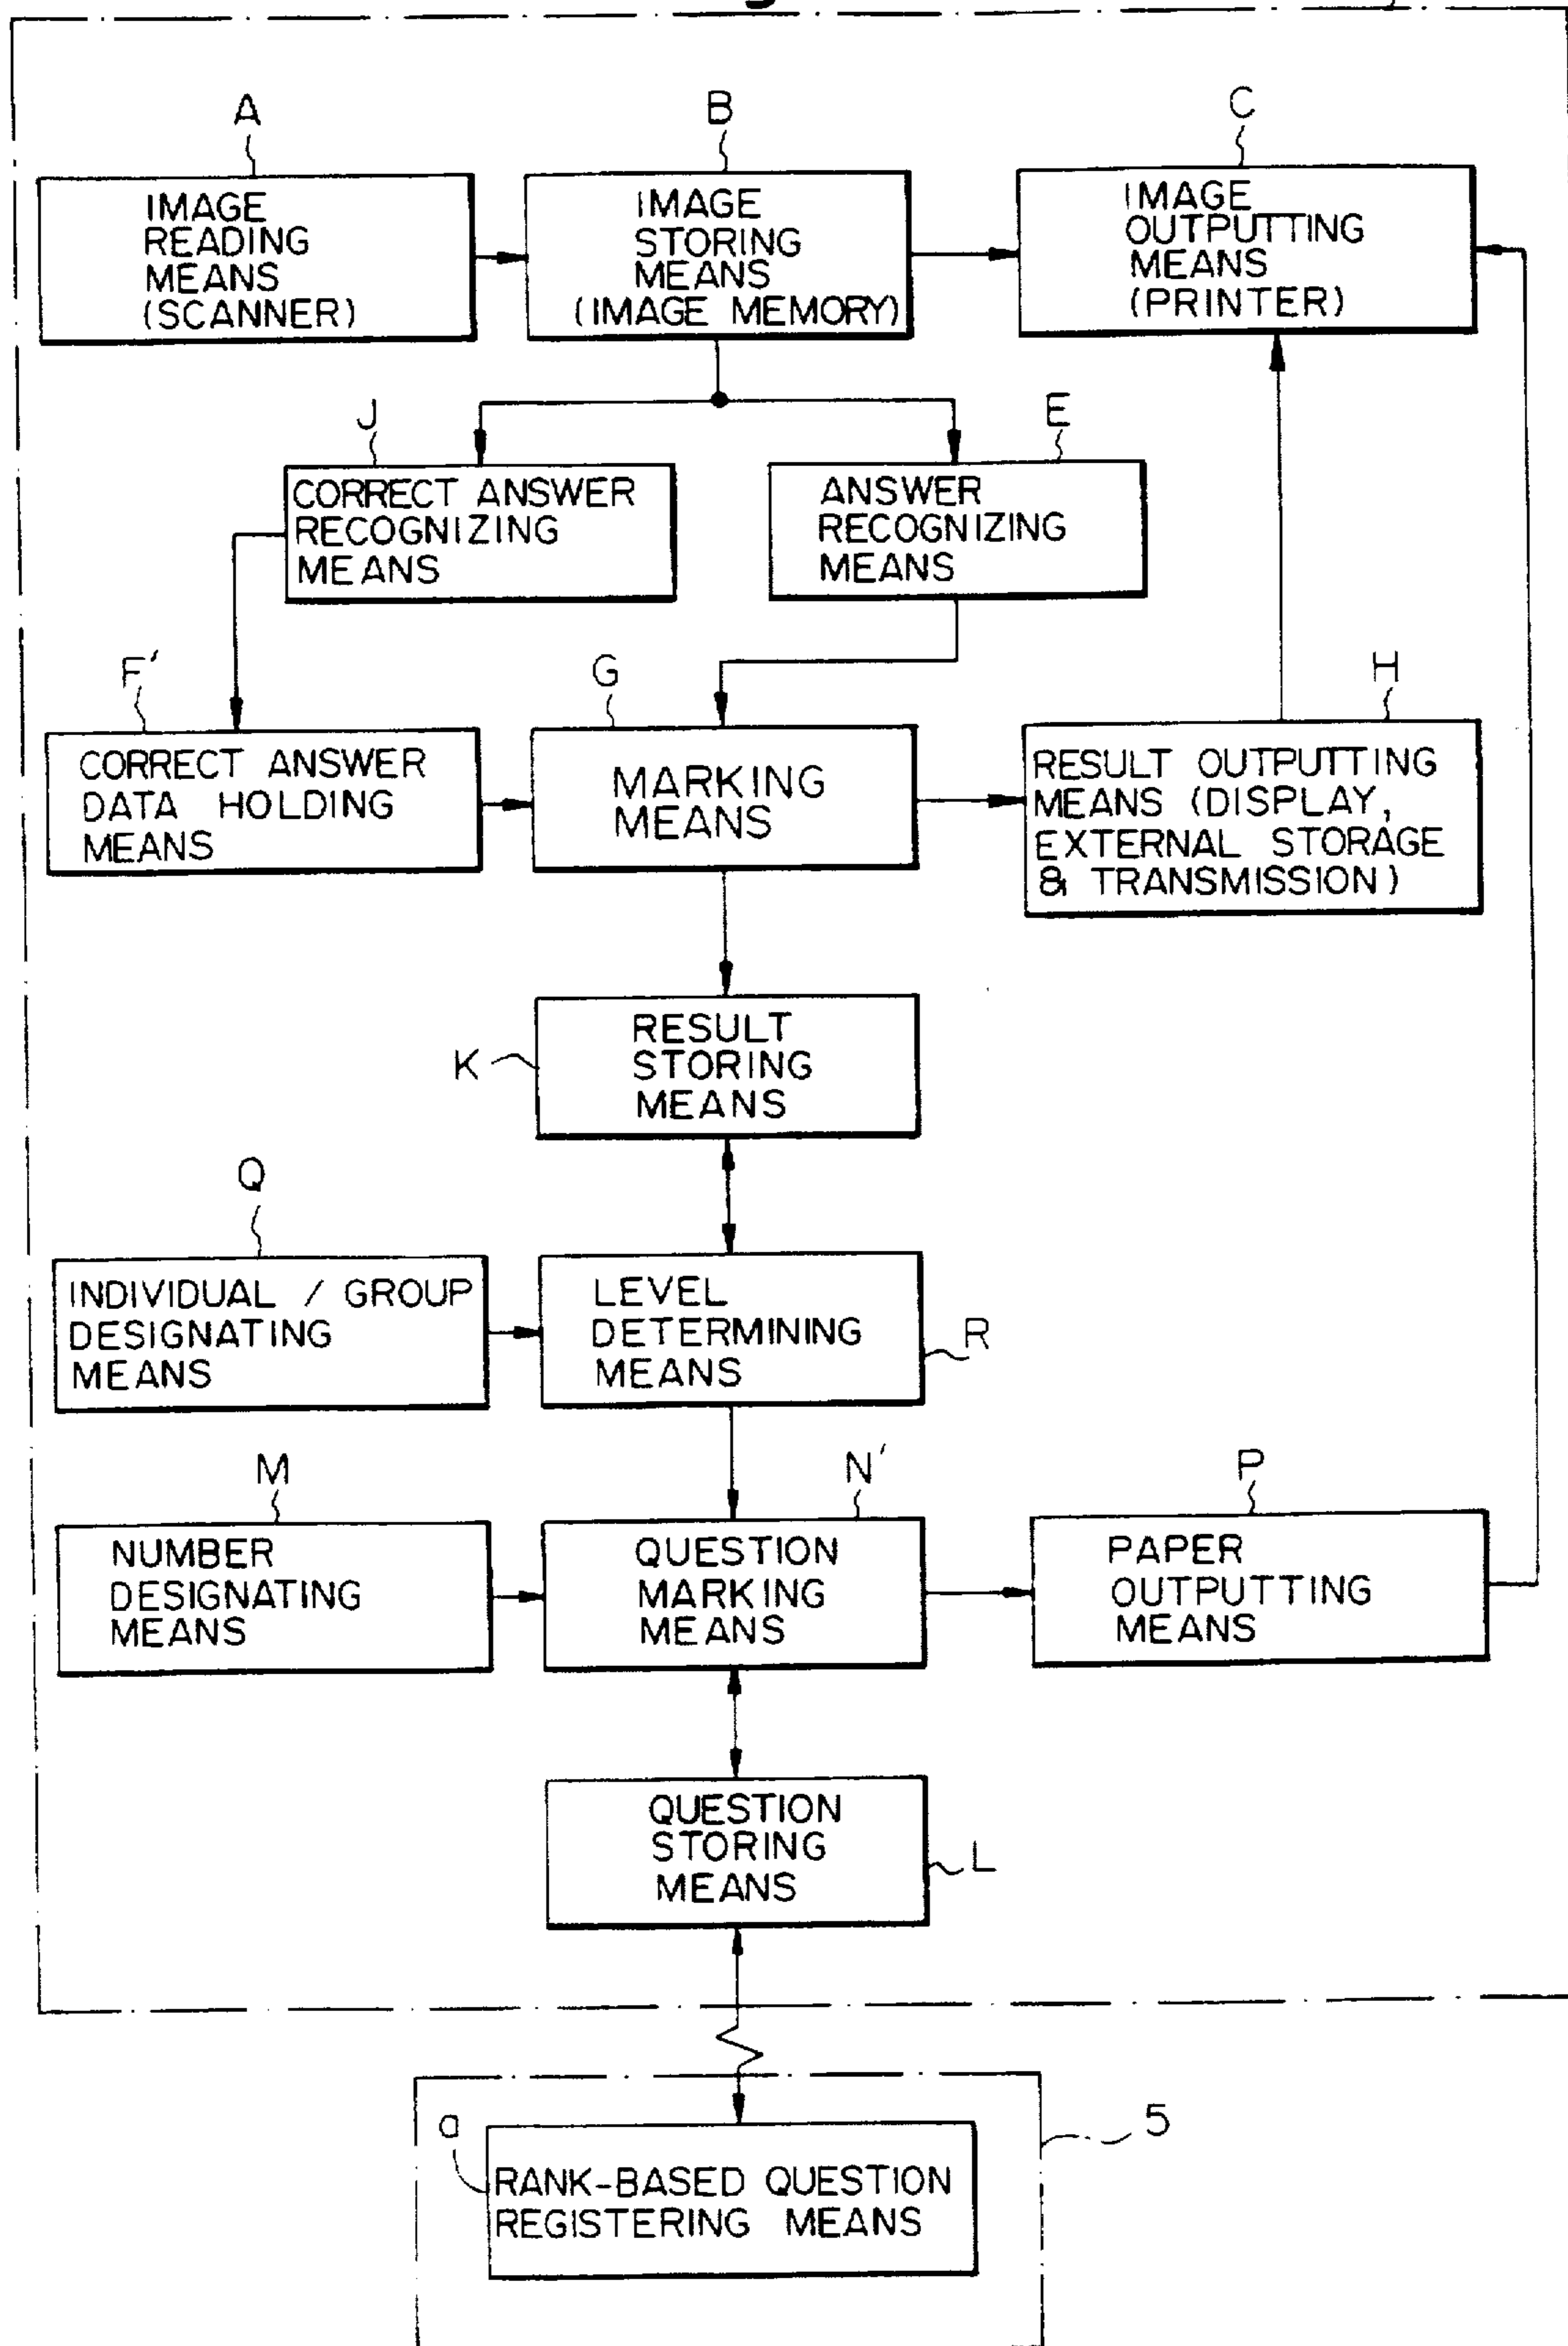 A
B
C
IMAGE
READING
MEANS
(SCANNER)
IMAGE
STORING
MEANS
(IMAGE MEMORY)
IMAGE
OUTPUTTING
MEANS
(PRINTER)
J
E
CORRECT ANSWER
RECOGNIZING
MEANS
ANSWER
RECOGNIZING
MEANS
F'
G
H
CORRECT ANSWER
DATA HOLDING
MEANS
MARKING
MEANS
RESULT OUTPUTTING
MEANS (DISPLAY,
EXTERNAL STORAGE
& TRANSMISSION)
K
RESULT
STORING
MEANS
Q
INDIVIDUAL / GROUP
DESIGNATING
MEANS
LEVEL
DETERMINING
MEANS
R
M
N'
P
NUMBER
DESIGNATING
MEANS
QUESTION
MARKING
MEANS
PAPER
OUTPUTTING
MEANS
QUESTION
STORING
MEANS
L
a
5
RANK-BASED QUESTION
REGISTERING MEANS